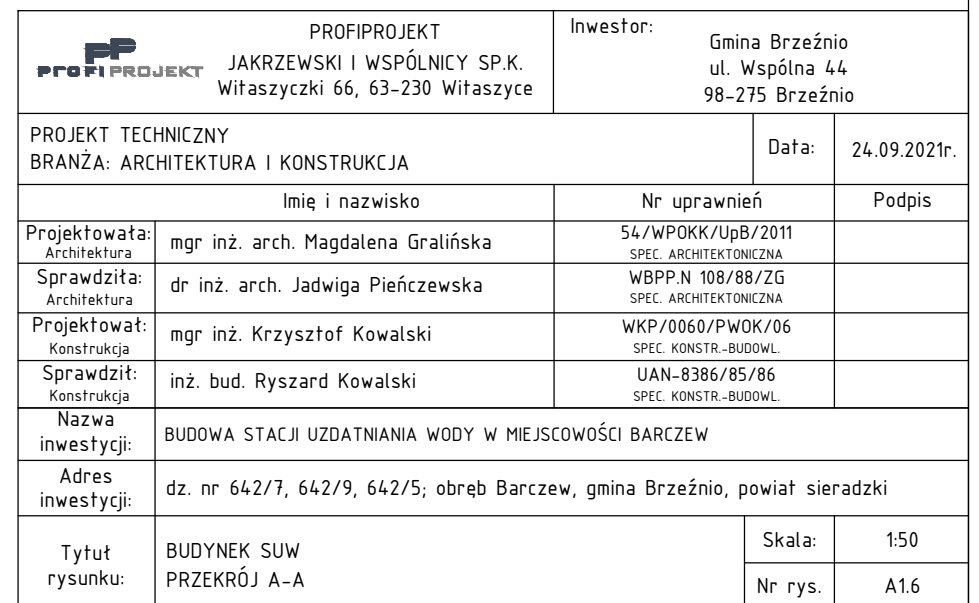 PP
PROFI PROJEKT
PROFIPROJEKT
JAKRZEWSKI I WSPÓLNICY SP.K.
Witaszyczki 66, 63-230 Witaszyce
Inwestor:
Gmina Brzeźnio
ul. Wspólna 44
98-275 Brzeźnio
PROJEKT TECHNICZNY
BRANŻA: ARCHITEKTURA I KONSTRUKCJA
Data:
24.09.2021r.
Imię i nazwisko
Nr uprawnień
Podpis
Projektowała:
Architektura
mgr inż. arch. Magdalena Gralińska
54/WPOKK/UpB/2011
SPEC. ARCHITEKTONICZNA
Sprawdziła:
Architektura
dr inż. arch. Jadwiga Pieńczewska
WBPP.N 108/88/ZG
SPEC. ARCHITEKTONICZNA
Projektował:
Konstrukcja
mgr inż. Krzysztof Kowalski
WKP/0060/PWOK/06
SPEC. KONSTR.-BUDOWL.
Sprawdził:
Konstrukcja
inż. bud. Ryszard Kowalski
UAN-8386/85/86
SPEC. KONSTR.-BUDOWL.
Nazwa
inwestycji:
BUDOWA STACJI UZDATNIANIA WODY W MIEJSCOWOŚCI BARCZEW
Adres
inwestycji:
dz. nr 642/7, 642/9, 642/5; obręb Barczew, gmina Brzeźnio, powiat sieradzki
Tytuł
rysunku:
BUDYNEK SUW
PRZEKRÓJ A-A
Skala:
1:50
Nr rys.
A1.6